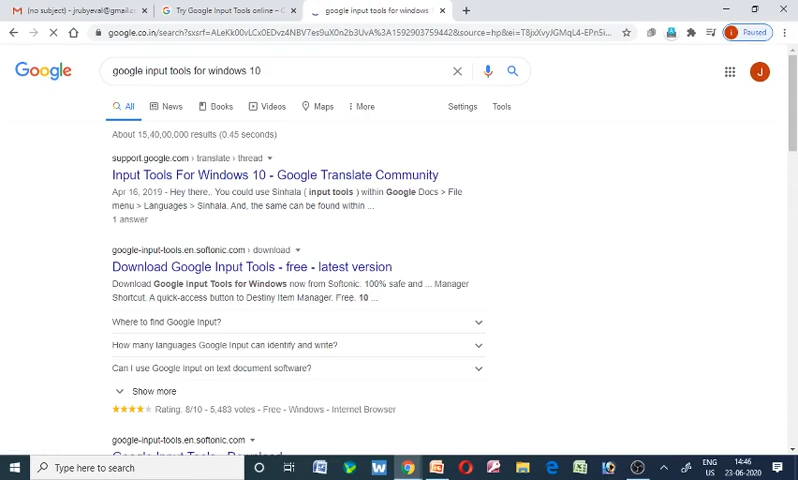 (no subject) - jrubyeval@gmail.c
Try Google Input Tools online – G
google input tools for windows
google.co.in/search?sxsrf=ALeKk00vLCx0EDvz4NBV7es9uX0n2b3UvA%3A1592903759442&source=hp&ei=T8jxXvyJGMqL4-EPn5i...
Paused
Google
google input tools for windows 10
J
All
News
Books
Videos
Maps
More
Settings
Tools
About 15,40,00,000 results (0.45 seconds)
support.google.com › translate › thread
Input Tools For Windows 10 - Google Translate Community
Apr 16, 2019 - Hey there.. You could use Sinhala ( input tools ) within Google Docs > File
menu > Languages > Sinhala. And, the same can be found within ...
1 answer
google-input-tools.en.softonic.com › download
Download Google Input Tools - free - latest version
Download Google Input Tools for Windows now from Softonic. 100% safe and ... Manager
Shortcut. A quick-access button to Destiny Item Manager. Free. 10 ...
Where to find Google Input?
How many languages Google Input can identify and write?
Can I use Google Input on text document software?
Show more
Rating: 8/10 - 5,483 votes - Free - Windows - Internet Browser
google-input-tools.en.softonic.com
Google Input Tools - Download
Type here to search
ENG
US
14:46
23-06-2020